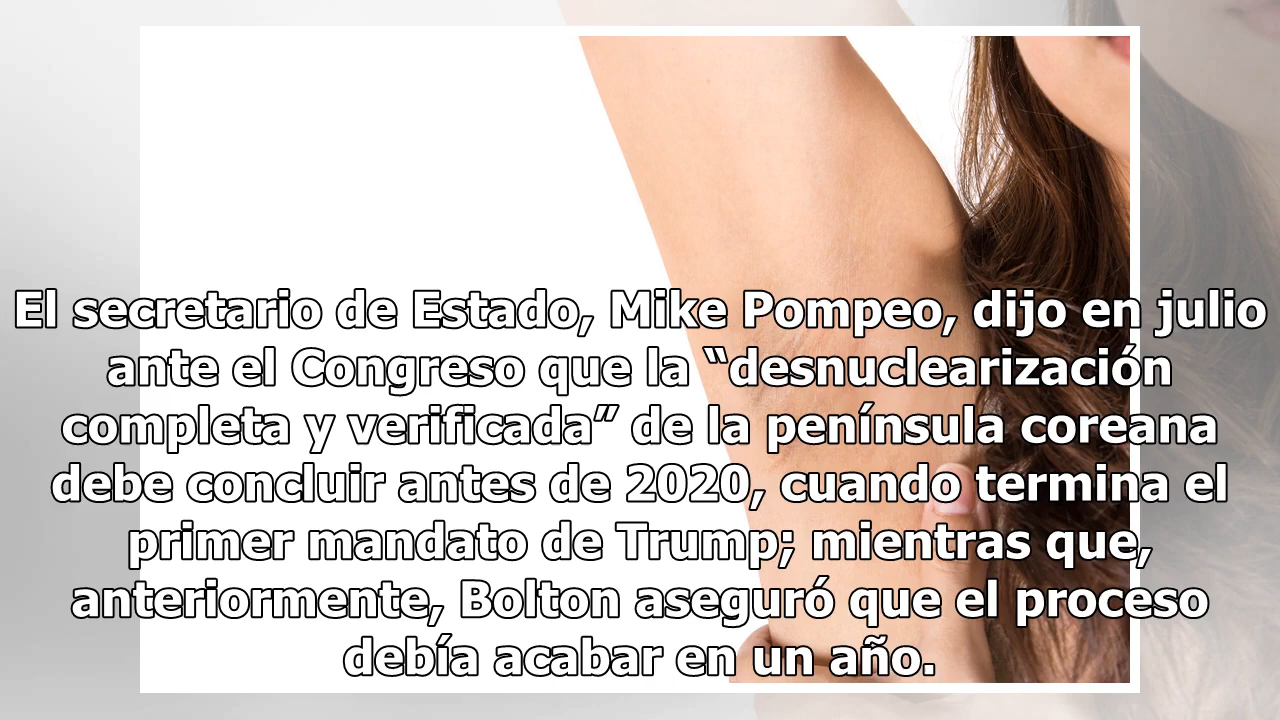 El secretario de Estado, Mike Pompeo, dijo en julio
ante el Congreso que la “desnuclearización
completa y verificada” de la península coreana
debe concluir antes de 2020, cuando termina el
primer mandato de Trump; mientras que,
anteriormente, Bolton aseguró que el proceso
debía acabar en un año.